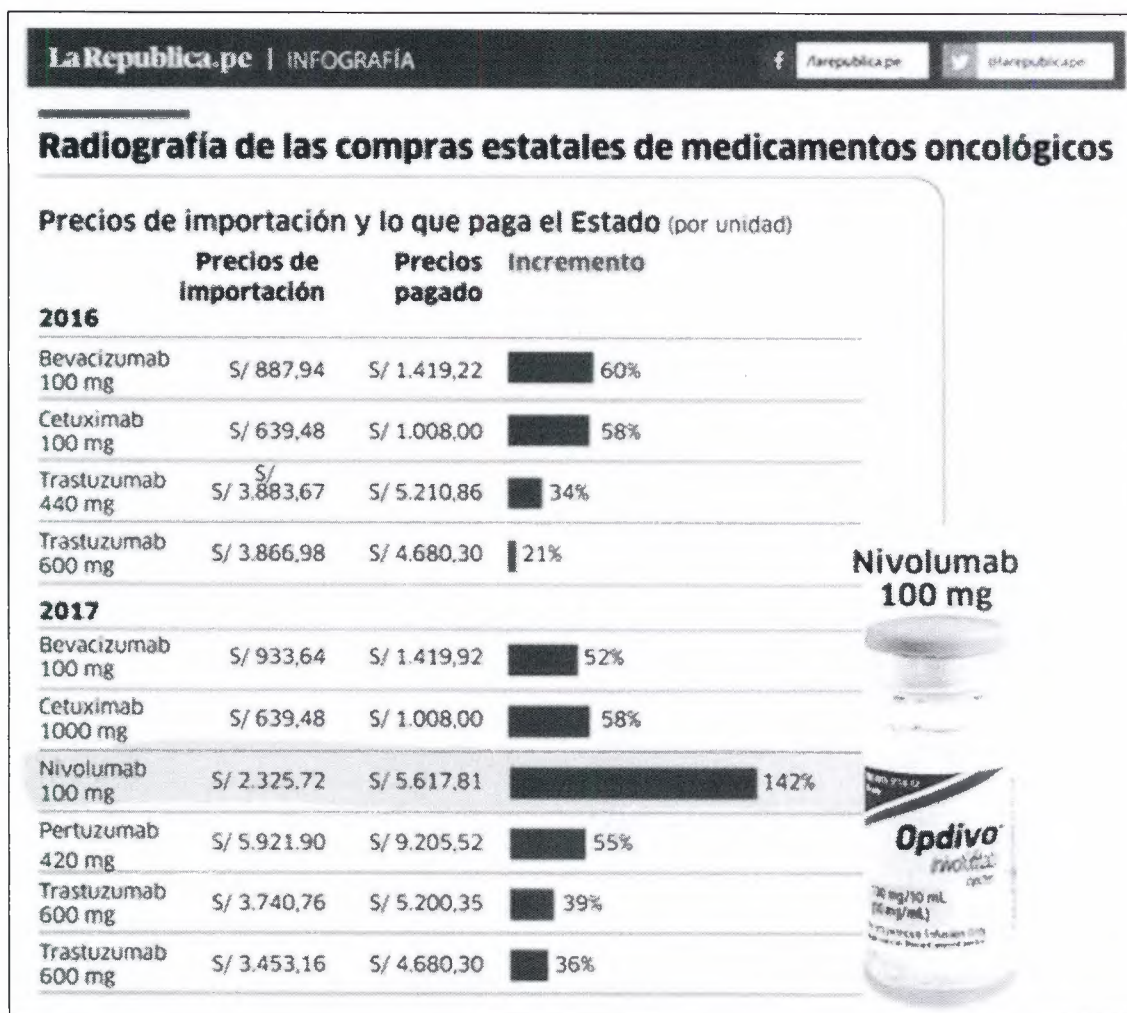 LaRepublica.pe | INFOGRAFÍA
f /larepublica.pe
@larepublicape
Radiografía de las compras estatales de medicamentos oncológicos
Precios de importación y lo que paga el Estado (por unidad)
Precios de importación Precios pagado Incremento
2016
Bevacizumab 100 mg S/ 887,94 S/ 1.419,22 60%
Cetuximab 100 mg S/ 639,48 S/ 1.008,00 58%
S/
Trastuzumab 440 mg S/ 3.883,67 S/ 5.210,86 34%
Trastuzumab 600 mg S/ 3.866,98 S/ 4.680,30 21%
2017
Bevacizumab 100 mg S/ 933,64 S/ 1.419,92 52%
Cetuximab 1000 mg S/ 639,48 S/ 1.008,00 58%
Nivolumab 100 mg S/ 2.325,72 S/ 5.617,81 142%
Pertuzumab 420 mg S/ 5.921.90 S/ 9.205,52 55%
Trastuzumab 600 mg S/ 3.740,76 S/ 5.200,35 39%
Trastuzumab 600 mg S/ 3.453,16 S/ 4.680,30 36%
Nivolumab
100 mg
Opdivo